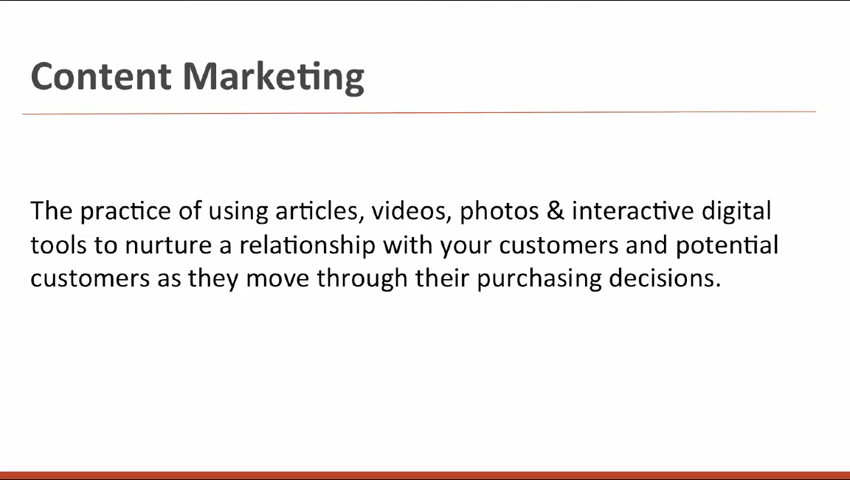 Content Marketing
The practice of using articles, videos, photos & interactive digital
tools to nurture a relationship with your customers and potential
customers as they move through their purchasing decisions.